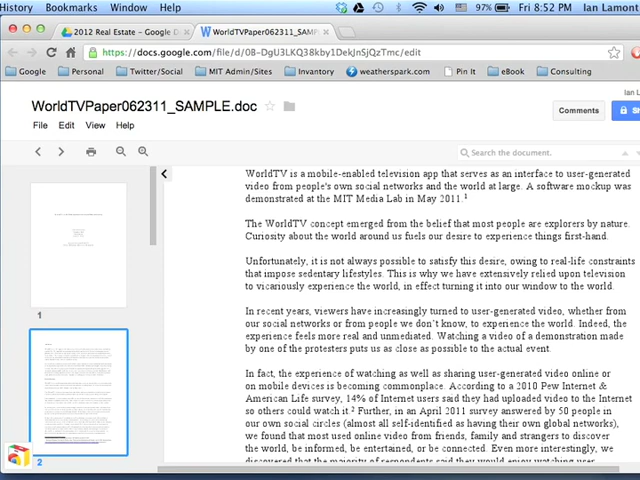 History Bookmarks Window Help 97% Fri 8:52 PM Ian Lamont
2012 Real Estate - Google D WorldTVPaper062311_SAMPL
https://docs.google.com/file/d/0B-DgU3LKQ38kby1DekJnSjQzTmc/edit
Google Personal Twitter/Social MIT Admin/Sites Invantory weatherspark.com Pin It eBook Consulting
Ian L
WorldTVPaper062311_SAMPLE.doc
Comments Sh
File Edit View Help
Search the document.
WorldTV is a mobile-enabled television app that serves as an interface to user-generated
video from people's own social networks and the world at large. A software mockup was
demonstrated at the MIT Media Lab in May 2011.1
The WorldTV concept emerged from the belief that most people are explorers by nature.
Curiosity about the world around us fuels our desire to experience things first-hand.
Unfortunately, it is not always possible to satisfy this desire, owing to real-life constraints
that impose sedentary lifestyles. This is why we have extensively relied upon television
to vicariously experience the world, in effect turning it into our window to the world.
In recent years, viewers have increasingly turned to user-generated video, whether from
our social networks or from people we don't know, to experience the world. Indeed, the
experience feels more real and unmediated. Watching a video of a demonstration made
by one of the protesters puts us as close as possible to the actual event.
In fact, the experience of watching as well as sharing user-generated video online or
on mobile devices is becoming commonplace. According to a 2010 Pew Internet &
American Life survey, 14% of Internet users said they had uploaded video to the Internet
so others could watch it.2 Further, in an April 2011 survey answered by 50 people in
our own social circles (almost all self-identified as having their own global networks),
we found that most used online video from friends, family and strangers to discover
the world, be informed, be entertained, or be connected. Even more interestingly, we
discovered that the majority of respondents said they would enjoy watching user
1
2